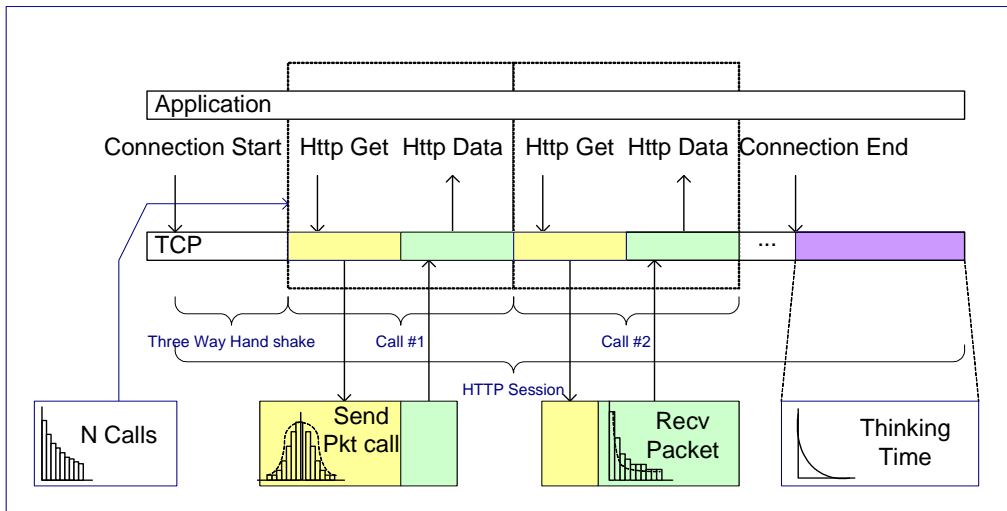 Application
Connection Start
Http Get
Http Data
Http Get
Http Data
Connection End
TCP
...
Three Way Hand shake
Call #1
Call #2
HTTP Session
N Calls
Send
Pkt call
Recv
Packet
Thinking
Time